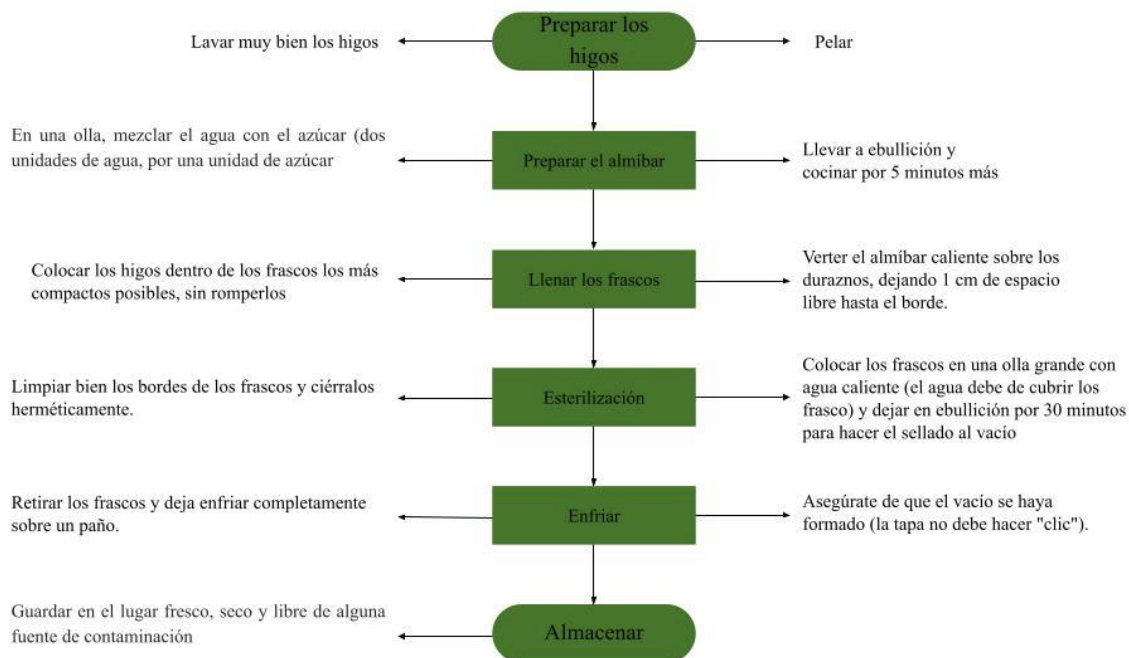 Preparar los
higos
Lavar muy bien los higos
Pelar
Preparar el almíbar
En una olla, mezclar el agua con el azúcar (dos
unidades de agua, por una unidad de azúcar
Llevar a ebullición y
cocinar por 5 minutos más
Llenar los frascos
Colocar los higos dentro de los frascos los más
compactos posibles, sin romperlos
Verter el almíbar caliente sobre los
duraznos, dejando 1 cm de espacio
libre hasta el borde.
Esterilización
Limpiar bien los bordes de los frascos y ciérralos
herméticamente.
Colocar los frascos en una olla grande con
agua caliente (el agua debe de cubrir los
frasco) y dejar en ebullición por 30 minutos
para hacer el sellado al vacío
Enfriar
Retirar los frascos y deja enfriar completamente
sobre un paño.
Asegúrate de que el vacío se haya
formado (la tapa no debe hacer "clic").
Almacenar
Guardar en el lugar fresco, seco y libre de alguna
fuente de contaminación